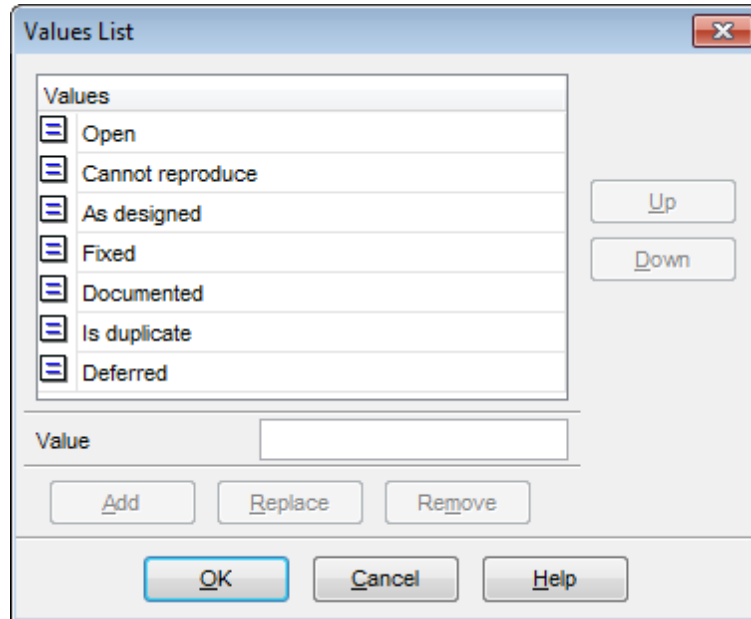 Values List
Values
Open
Cannot reproduce
As designed
Fixed
Documented
Is duplicate
Deferred
Up
Down
Value
Add Replace Remove
OK Cancel Help